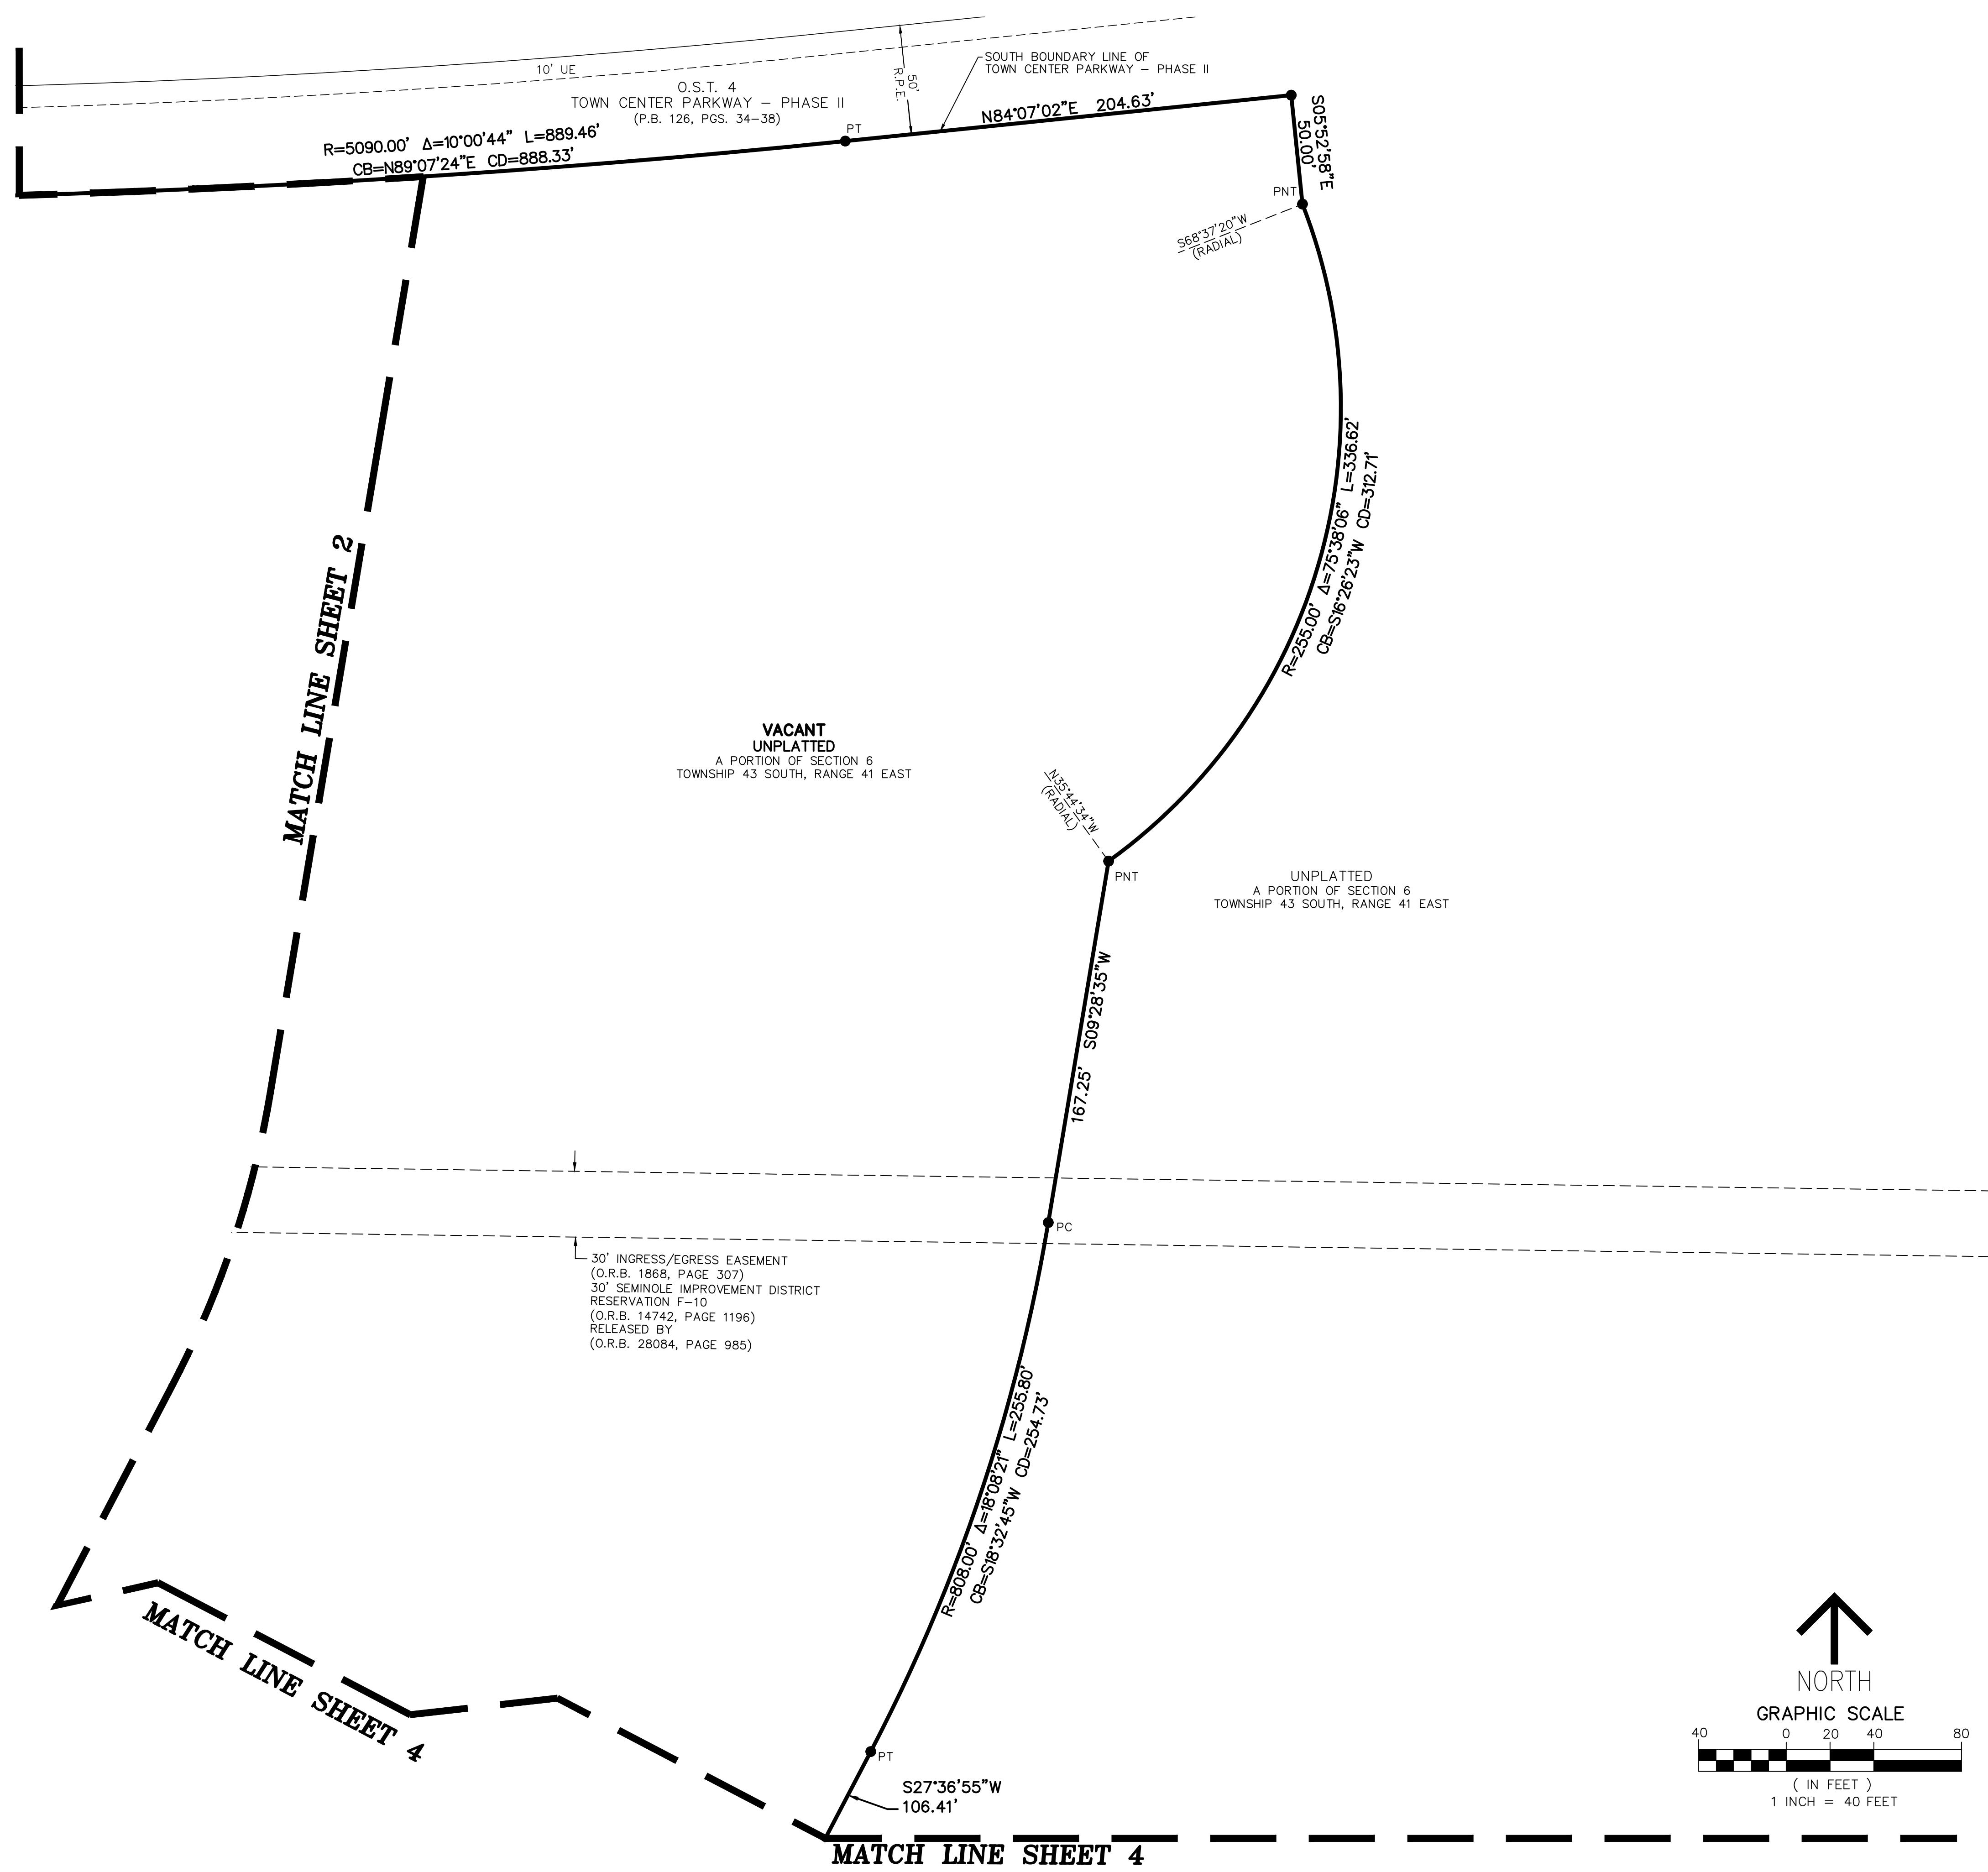 SOUTH BOUNDARY LINE OF
TOWN CENTER PARKWAY – PHASE II
10' UE
O.S.T. 4
TOWN CENTER PARKWAY – PHASE II
(P.B. 126, PGS. 34–38)
50'
R.P.E.
N84°07'02"E 204.63'
PT
R=5090.00' Δ=10°00'44" L=889.46'
CB=N89°07'24"E CD=888.33'
S05°52'58"E
50.00'
PNT
S68°37'20"W
(RADIAL)
R=255.00' Δ=75°38'06" L=336.62'
CB=S16°26'23"W CD=312.71'
MATCH LINE SHEET 2
VACANT
UNPLATTED
A PORTION OF SECTION 6
TOWNSHIP 43 SOUTH, RANGE 41 EAST
N35°44'34"W
(RADIAL)
PNT
UNPLATTED
A PORTION OF SECTION 6
TOWNSHIP 43 SOUTH, RANGE 41 EAST
167.25' S09°28'35"W
PC
30' INGRESS/EGRESS EASEMENT
(O.R.B. 1868, PAGE 307)
30' SEMINOLE IMPROVEMENT DISTRICT
RESERVATION F–10
(O.R.B. 14742, PAGE 1196)
RELEASED BY
(O.R.B. 28084, PAGE 985)
R=808.00' Δ=18°08'21" L=255.80'
CB=S18°32'45"W CD=254.73'
MATCH LINE SHEET 4
PT
S27°36'55"W
106.41'
MATCH LINE SHEET 4
NORTH
GRAPHIC SCALE
40 0 20 40 80
( IN FEET )
1 INCH = 40 FEET